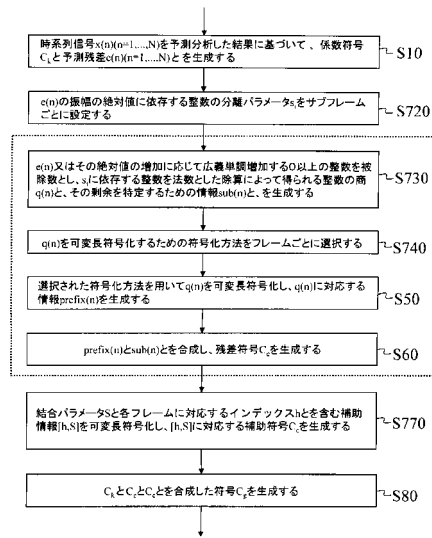 時系列信号x(n)(n=1,...,N)を予測分析した結果に基づいて、係数符号
C_kと予測残差e(n)(n=1,...,N)とを生成する
S10
e(n)の振幅の絶対値に依存する整数の分離パラメータs_iをサブフレーム
ごとに設定する
S720
e(n)又はその絶対値の増加に応じて広義単調増加する0以上の整数を被
除数とし、s_iに依存する整数を法数とした除算によって得られる整数の商
q(n)と、その剰余を特定するための情報sub(n)と、を生成する
S730
q(n)を可変長符号化するための符号化方法をフレームごとに選択する
S740
選択された符号化方法を用いてq(n)を可変長符号化し、q(n)に対応する
情報prefix(n)を生成する
S50
prefix(n)とsub(n)とを合成し、残差符号C_eを生成する
S60
結合パラメータSと各フレームに対応するインデックスhとを含む補助
情報[h,S]を可変長符号化し、[h,S]に対応する補助符号C_cを生成する
S770
C_kとC_eとC_cとを合成した符号C_gを生成する
S80